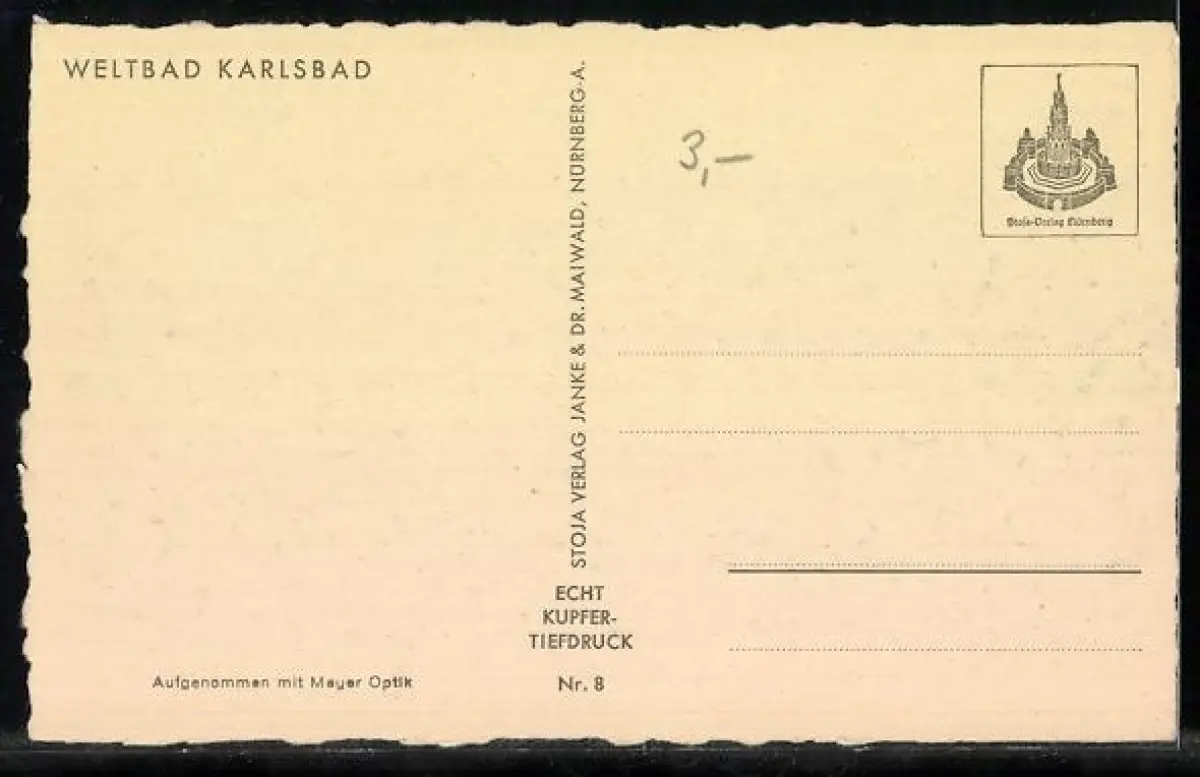 WELTBAD KARLSBAD
STOJA VERLAG JANKE & DR. MAIWALD, NÜRNBERG-A.
3,—
Stoja-Verlag Nürnberg
ECHT
KUPFER-
TIEFDRUCK
Aufgenommen mit Meyer Optik
Nr. 8